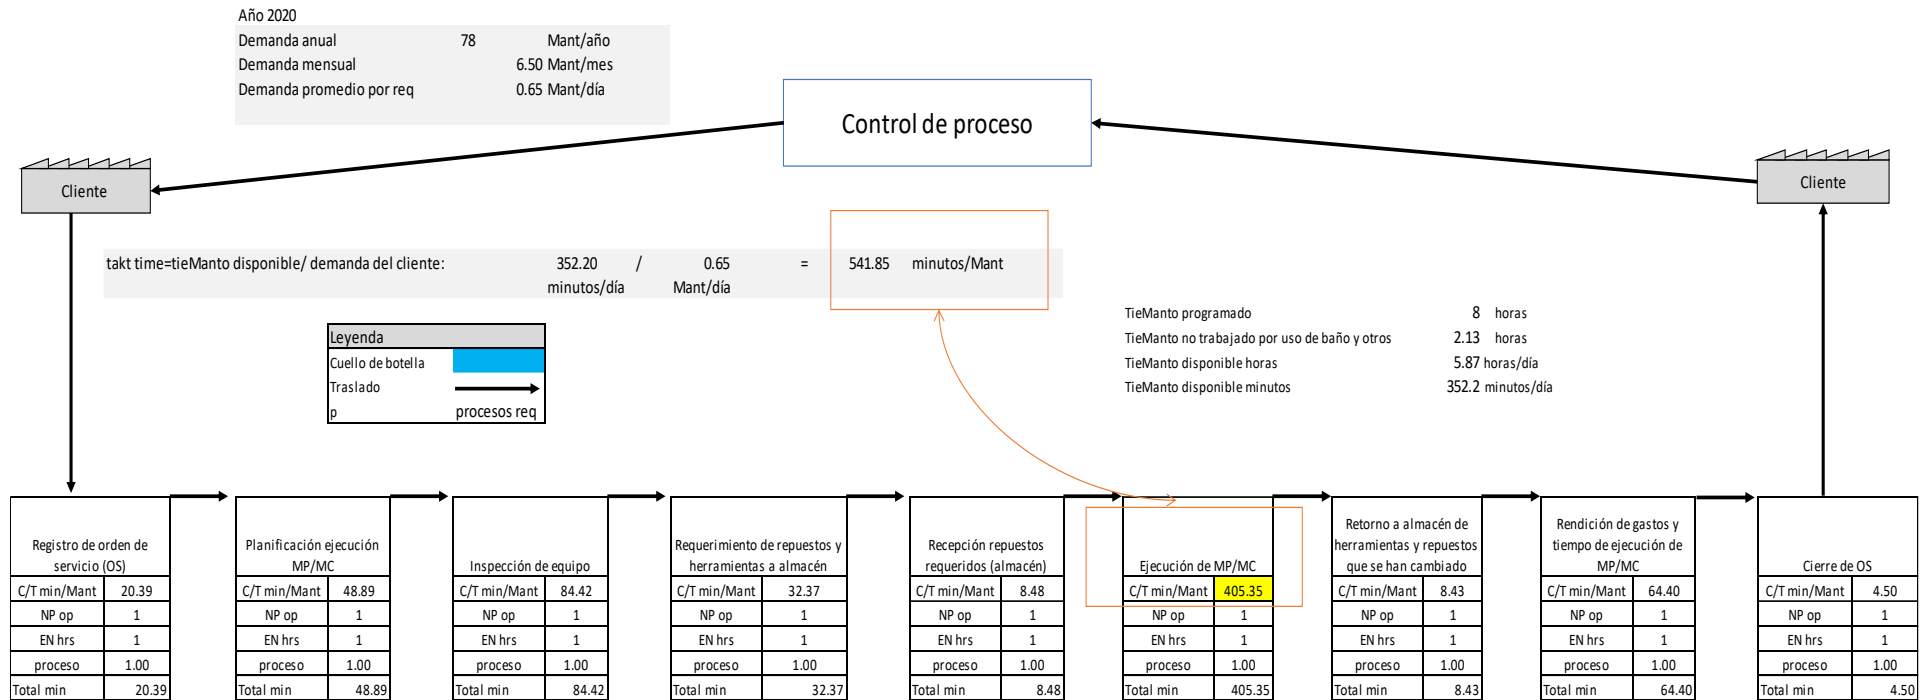 Año 2020
Demanda anual 78 Mant/año
Demanda mensual 6.50 Mant/mes
Demanda promedio por req 0.65 Mant/día
Control de proceso
Cliente
Cliente
takt time=tieManto disponible/ demanda del cliente: 352.20 / 0.65 = 541.85 minutos/Mant
minutos/día Mant/día
TieManto programado 8 horas
TieManto no trabajado por uso de baño y otros 2.13 horas
TieManto disponible horas 5.87 horas/día
TieManto disponible minutos 352.2 minutos/día
Leyenda
Cuello de botella
Traslado
p procesos req
Registro de orden de
servicio (OS)
C/T min/Mant 20.39
NP op 1
EN hrs 1
proceso 1.00
Total min 20.39
Planificación ejecución
MP/MC
C/T min/Mant 48.89
NP op 1
EN hrs 1
proceso 1.00
Total min 48.89
Inspección de equipo
C/T min/Mant 84.42
NP op 1
EN hrs 1
proceso 1.00
Total min 84.42
Requerimiento de repuestos y
herramientas a almacén
C/T min/Mant 32.37
NP op 1
EN hrs 1
proceso 1.00
Total min 32.37
Recepción repuestos
requeridos (almacén)
C/T min/Mant 8.48
NP op 1
EN hrs 1
proceso 1.00
Total min 8.48
Ejecución de MP/MC
C/T min/Mant 405.35
NP op 1
EN hrs 1
proceso 1.00
Total min 405.35
Retorno a almacén de
herramientas y repuestos
que se han cambiado
C/T min/Mant 8.43
NP op 1
EN hrs 1
proceso 1.00
Total min 8.43
Rendición de gastos y
tiempo de ejecución de
MP/MC
C/T min/Mant 64.40
NP op 1
EN hrs 1
proceso 1.00
Total min 64.40
Cierre de OS
C/T min/Mant 4.50
NP op 1
EN hrs 1
proceso 1.00
Total min 4.50